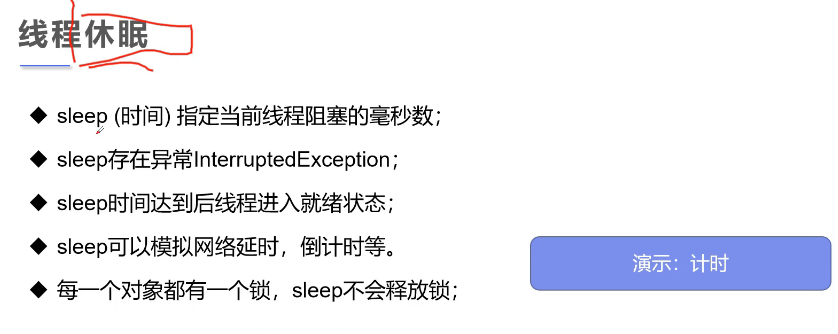 线程休眠
◆ sleep (时间) 指定当前线程阻塞的毫秒数；
◆ sleep存在异常InterruptedException；
◆ sleep时间达到后线程进入就绪状态；
◆ sleep可以模拟网络延时，倒计时等。
演示：计时
◆ 每一个对象都有一个锁，sleep不会释放锁；